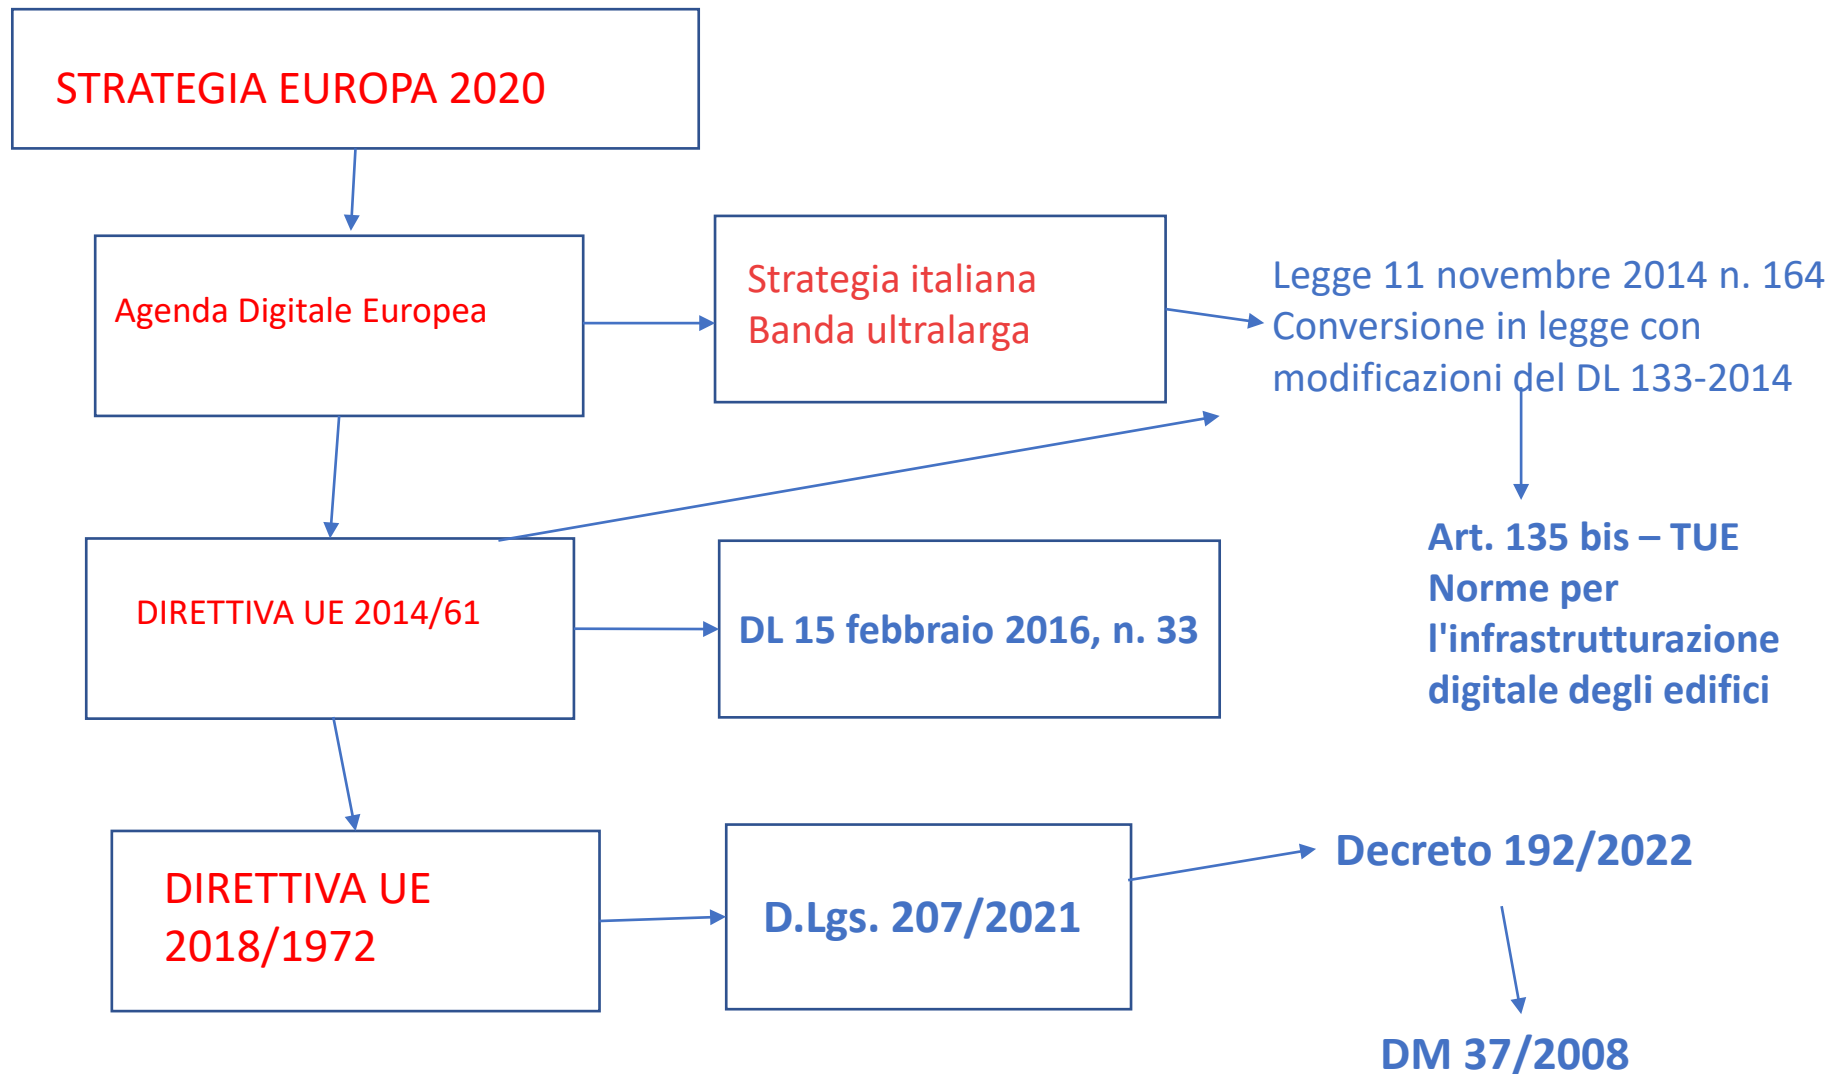 STRATEGIA EUROPA 2020
Agenda Digitale Europea
Strategia italiana
Banda ultralarga
Legge 11 novembre 2014 n. 164
Conversione in legge con
modificazioni del DL 133-2014
DIRETTIVA UE 2014/61
DL 15 febbraio 2016, n. 33
Art. 135 bis – TUE
Norme per
l'infrastrutturazione
digitale degli edifici
DIRETTIVA UE
2018/1972
D.Lgs. 207/2021
Decreto 192/2022
DM 37/2008